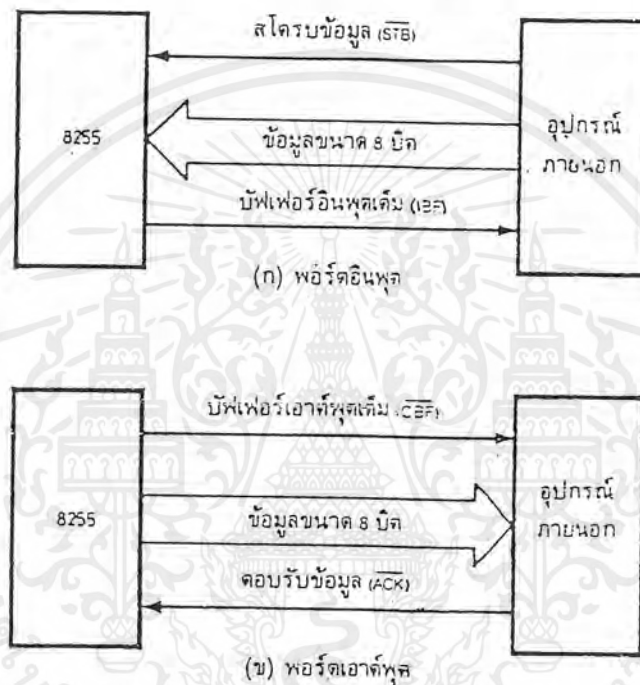 สโตรบข้อมูล (STB)
8255
ข้อมูลขนาด 8 บิต
อุปกรณ์
ภายนอก
บัฟเฟอร์อินพุตเต็ม (IBF)
(ก) พอร์ตอินพุต
บัฟเฟอร์เอาต์พุตเต็ม (OBF)
8255
ข้อมูลขนาด 8 บิต
อุปกรณ์
ภายนอก
ตอบรับข้อมูล (ACK)
(ข) พอร์ตเอาต์พุต